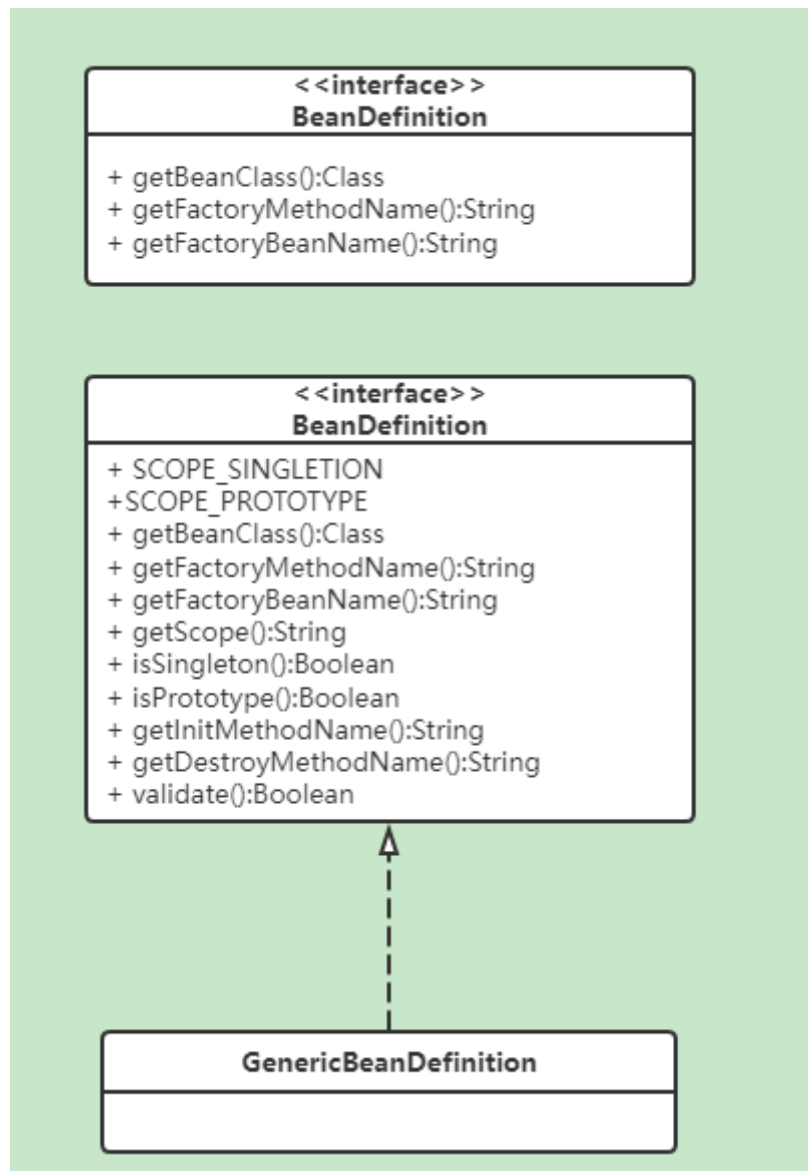 <<interface>>
BeanDefinition
+ getBeanClass():Class
+ getFactoryMethodName():String
+ getFactoryBeanName():String
<<interface>>
BeanDefinition
+ SCOPE_SINGLETION
+SCOPE_PROTOTYPE
+ getBeanClass():Class
+ getFactoryMethodName():String
+ getFactoryBeanName():String
+ getScope():String
+ isSingleton():Boolean
+ isPrototype():Boolean
+ getInitMethodName():String
+ getDestroyMethodName():String
+ validate():Boolean
GenericBeanDefinition